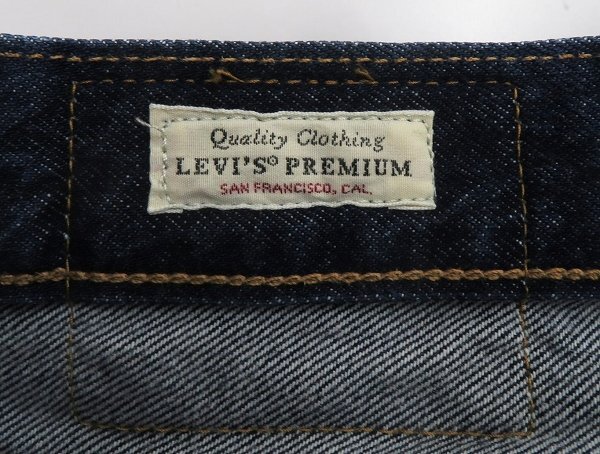 Quality Clothing
LEVI'S® PREMIUM
SAN FRANCISCO, CAL.